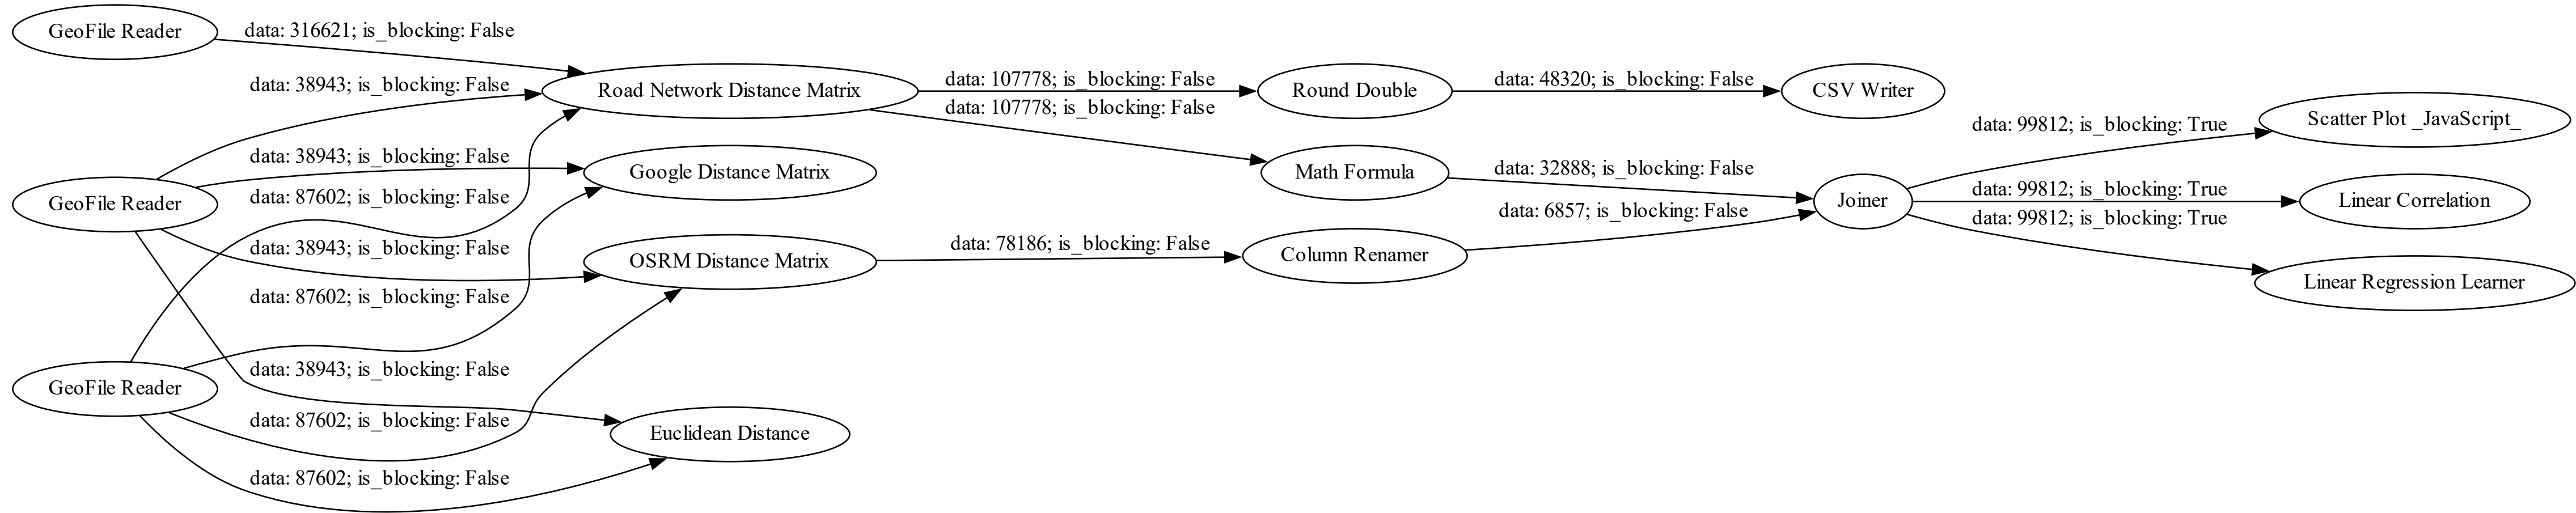 GeoFile Reader
data: 316621; is_blocking: False
data: 38943; is_blocking: False
Road Network Distance Matrix
data: 107778; is_blocking: False
Round Double
data: 48320; is_blocking: False
CSV Writer
data: 107778; is_blocking: False
Scatter Plot _JavaScript_
data: 99812; is_blocking: True
data: 38943; is_blocking: False
Google Distance Matrix
Math Formula
data: 32888; is_blocking: False
GeoFile Reader
data: 87602; is_blocking: False
data: 6857; is_blocking: False
Joiner
data: 99812; is_blocking: True
Linear Correlation
data: 99812; is_blocking: True
data: 38943; is_blocking: False
OSRM Distance Matrix
data: 78186; is_blocking: False
Column Renamer
Linear Regression Learner
data: 87602; is_blocking: False
data: 38943; is_blocking: False
GeoFile Reader
data: 87602; is_blocking: False
Euclidean Distance
data: 87602; is_blocking: False